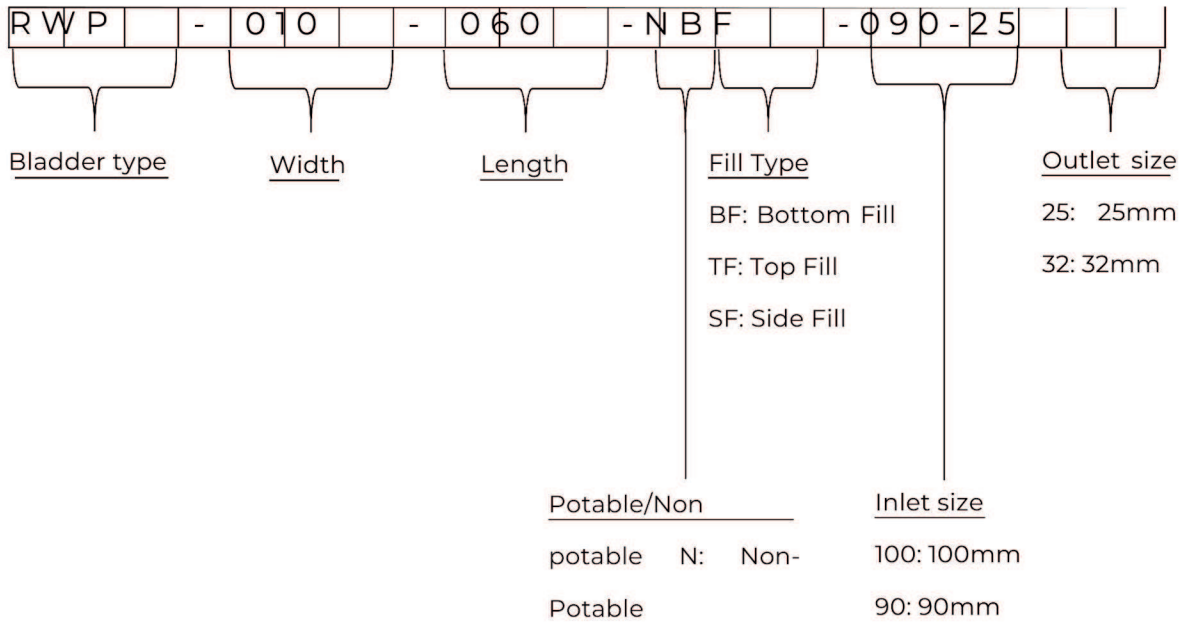 RWP - 010 - 060 -NBF -090-25
Bladder type Width Length Fill Type Outlet size
BF: Bottom Fill 25: 25mm
TF: Top Fill 32: 32mm
SF: Side Fill
Potable/Non Inlet size
potable N: Non- 100: 100mm
Potable 90: 90mm